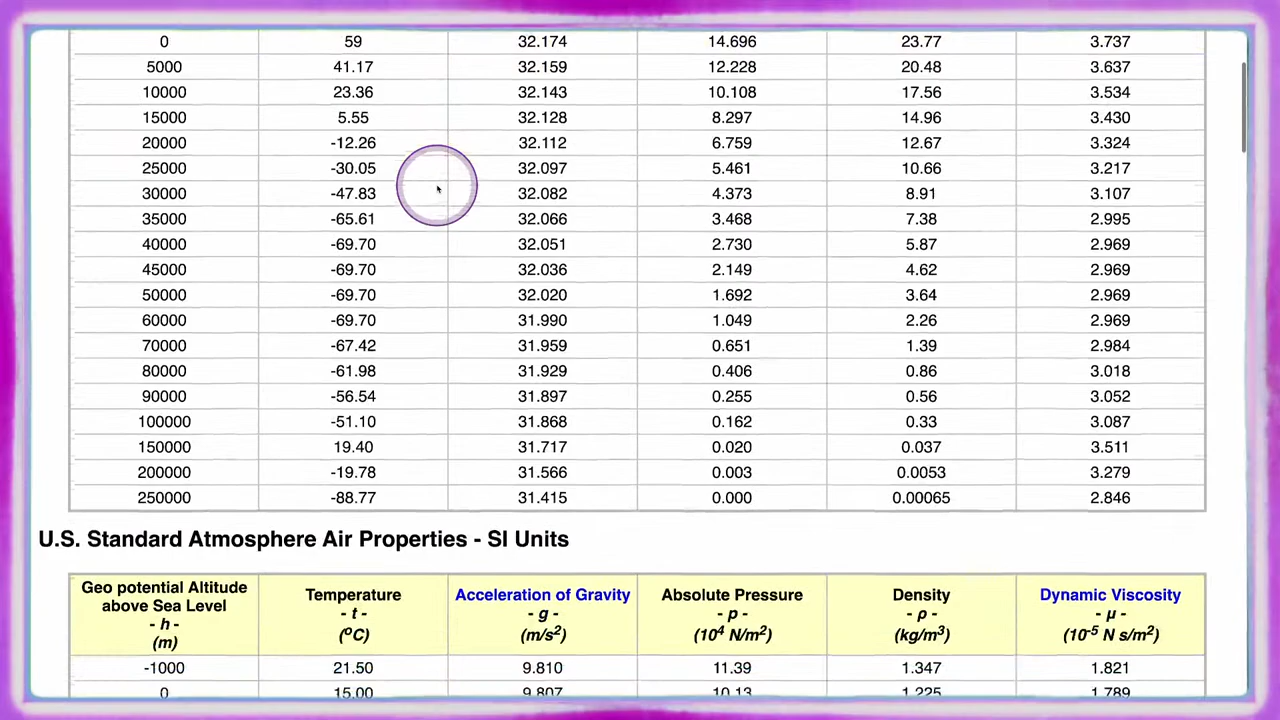 0 59 32.174 14.696 23.77 3.737
5000 41.17 32.159 12.228 20.48 3.637
10000 23.36 32.143 10.108 17.56 3.534
15000 5.55 32.128 8.297 14.96 3.430
20000 -12.26 32.112 6.759 12.67 3.324
25000 -30.05 32.097 5.461 10.66 3.217
30000 -47.83 32.082 4.373 8.91 3.107
35000 -65.61 32.066 3.468 7.38 2.995
40000 -69.70 32.051 2.730 5.87 2.969
45000 -69.70 32.036 2.149 4.62 2.969
50000 -69.70 32.020 1.692 3.64 2.969
60000 -69.70 31.990 1.049 2.26 2.969
70000 -67.42 31.959 0.651 1.39 2.984
80000 -61.98 31.929 0.406 0.86 3.018
90000 -56.54 31.897 0.255 0.56 3.052
100000 -51.10 31.868 0.162 0.33 3.087
150000 19.40 31.717 0.020 0.037 3.511
200000 -19.78 31.566 0.003 0.0053 3.279
250000 -88.77 31.415 0.000 0.00065 2.846
U.S. Standard Atmosphere Air Properties - SI Units
Geo potential Altitude
above Sea Level
- h -
(m)
Temperature
- t -
(°C)
Acceleration of Gravity
- g -
(m/s²)
Absolute Pressure
- p -
(10⁴ N/m²)
Density
- ρ -
(kg/m³)
Dynamic Viscosity
- μ -
(10⁻⁵ N s/m²)
-1000 21.50 9.810 11.39 1.347 1.821
0 15.00 9.807 10.13 1.225 1.789